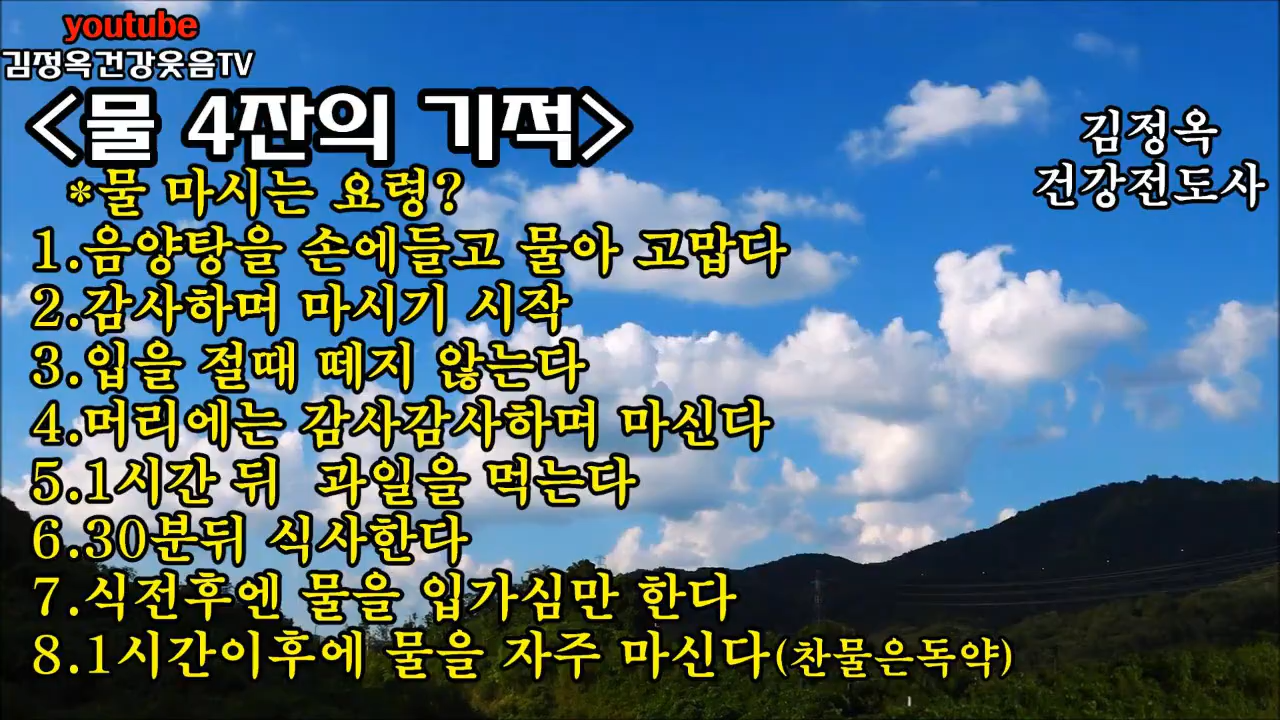 youtube
김정옥건강웃음TV
<물 4잔의 기적>
김정옥
건강전도사
*물 마시는 요령?
1.음양탕을 손에들고 물아 고맙다
2.감사하며 마시기 시작
3.입을 절때 떼지 않는다
4.머리에는 감사감사하며 마신다
5.1시간 뒤 과일을 먹는다
6.30분뒤 식사한다
7.식전후엔 물을 입가심만 한다
8.1시간이후에 물을 자주 마신다(찬물은독약)